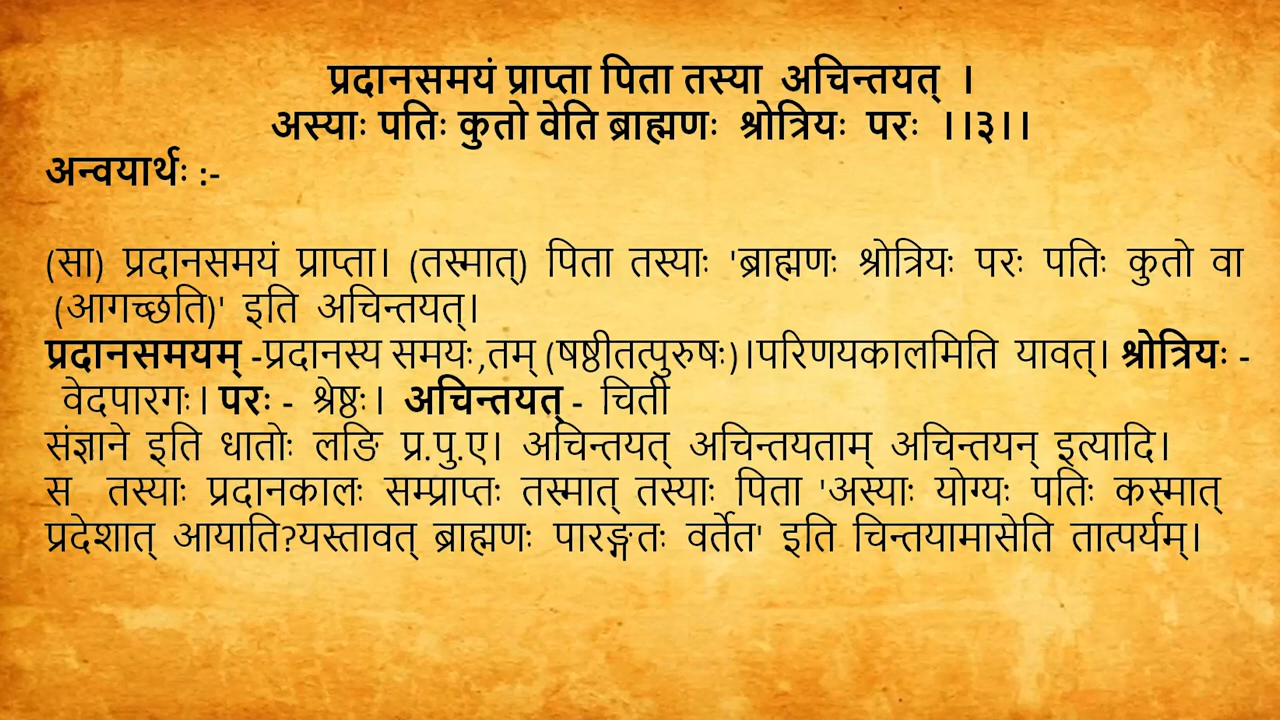 प्रदानसमयं प्राप्ता पिता तस्या अचिन्तयत् ।
अस्याः पतिः कुतो वेति ब्राह्मणः श्रोत्रियः परः ।।३।।
अन्वयार्थः :-
(सा) प्रदानसमयं प्राप्ता। (तस्मात्) पिता तस्याः 'ब्राह्मणः श्रोत्रियः परः पतिः कुतो वा
(आगच्छति)' इति अचिन्तयत्।
प्रदानसमयम् -प्रदानस्य समयः,तम् (षष्ठीतत्पुरुषः)।परिणयकालमिति यावत्। श्रोत्रियः -
वेदपारगः। परः - श्रेष्ठः। अचिन्तयत् - चिती
संज्ञाने इति धातोः लङि प्र.पु.ए। अचिन्तयत् अचिन्तयताम् अचिन्तयन् इत्यादि।
स तस्याः प्रदानकालः सम्प्राप्तः तस्मात् तस्याः पिता 'अस्याः योग्यः पतिः कस्मात्
प्रदेशात् आयाति?यस्तावत् ब्राह्मणः पारङ्गतः वर्तेत' इति चिन्तयामासेति तात्पर्यम्।